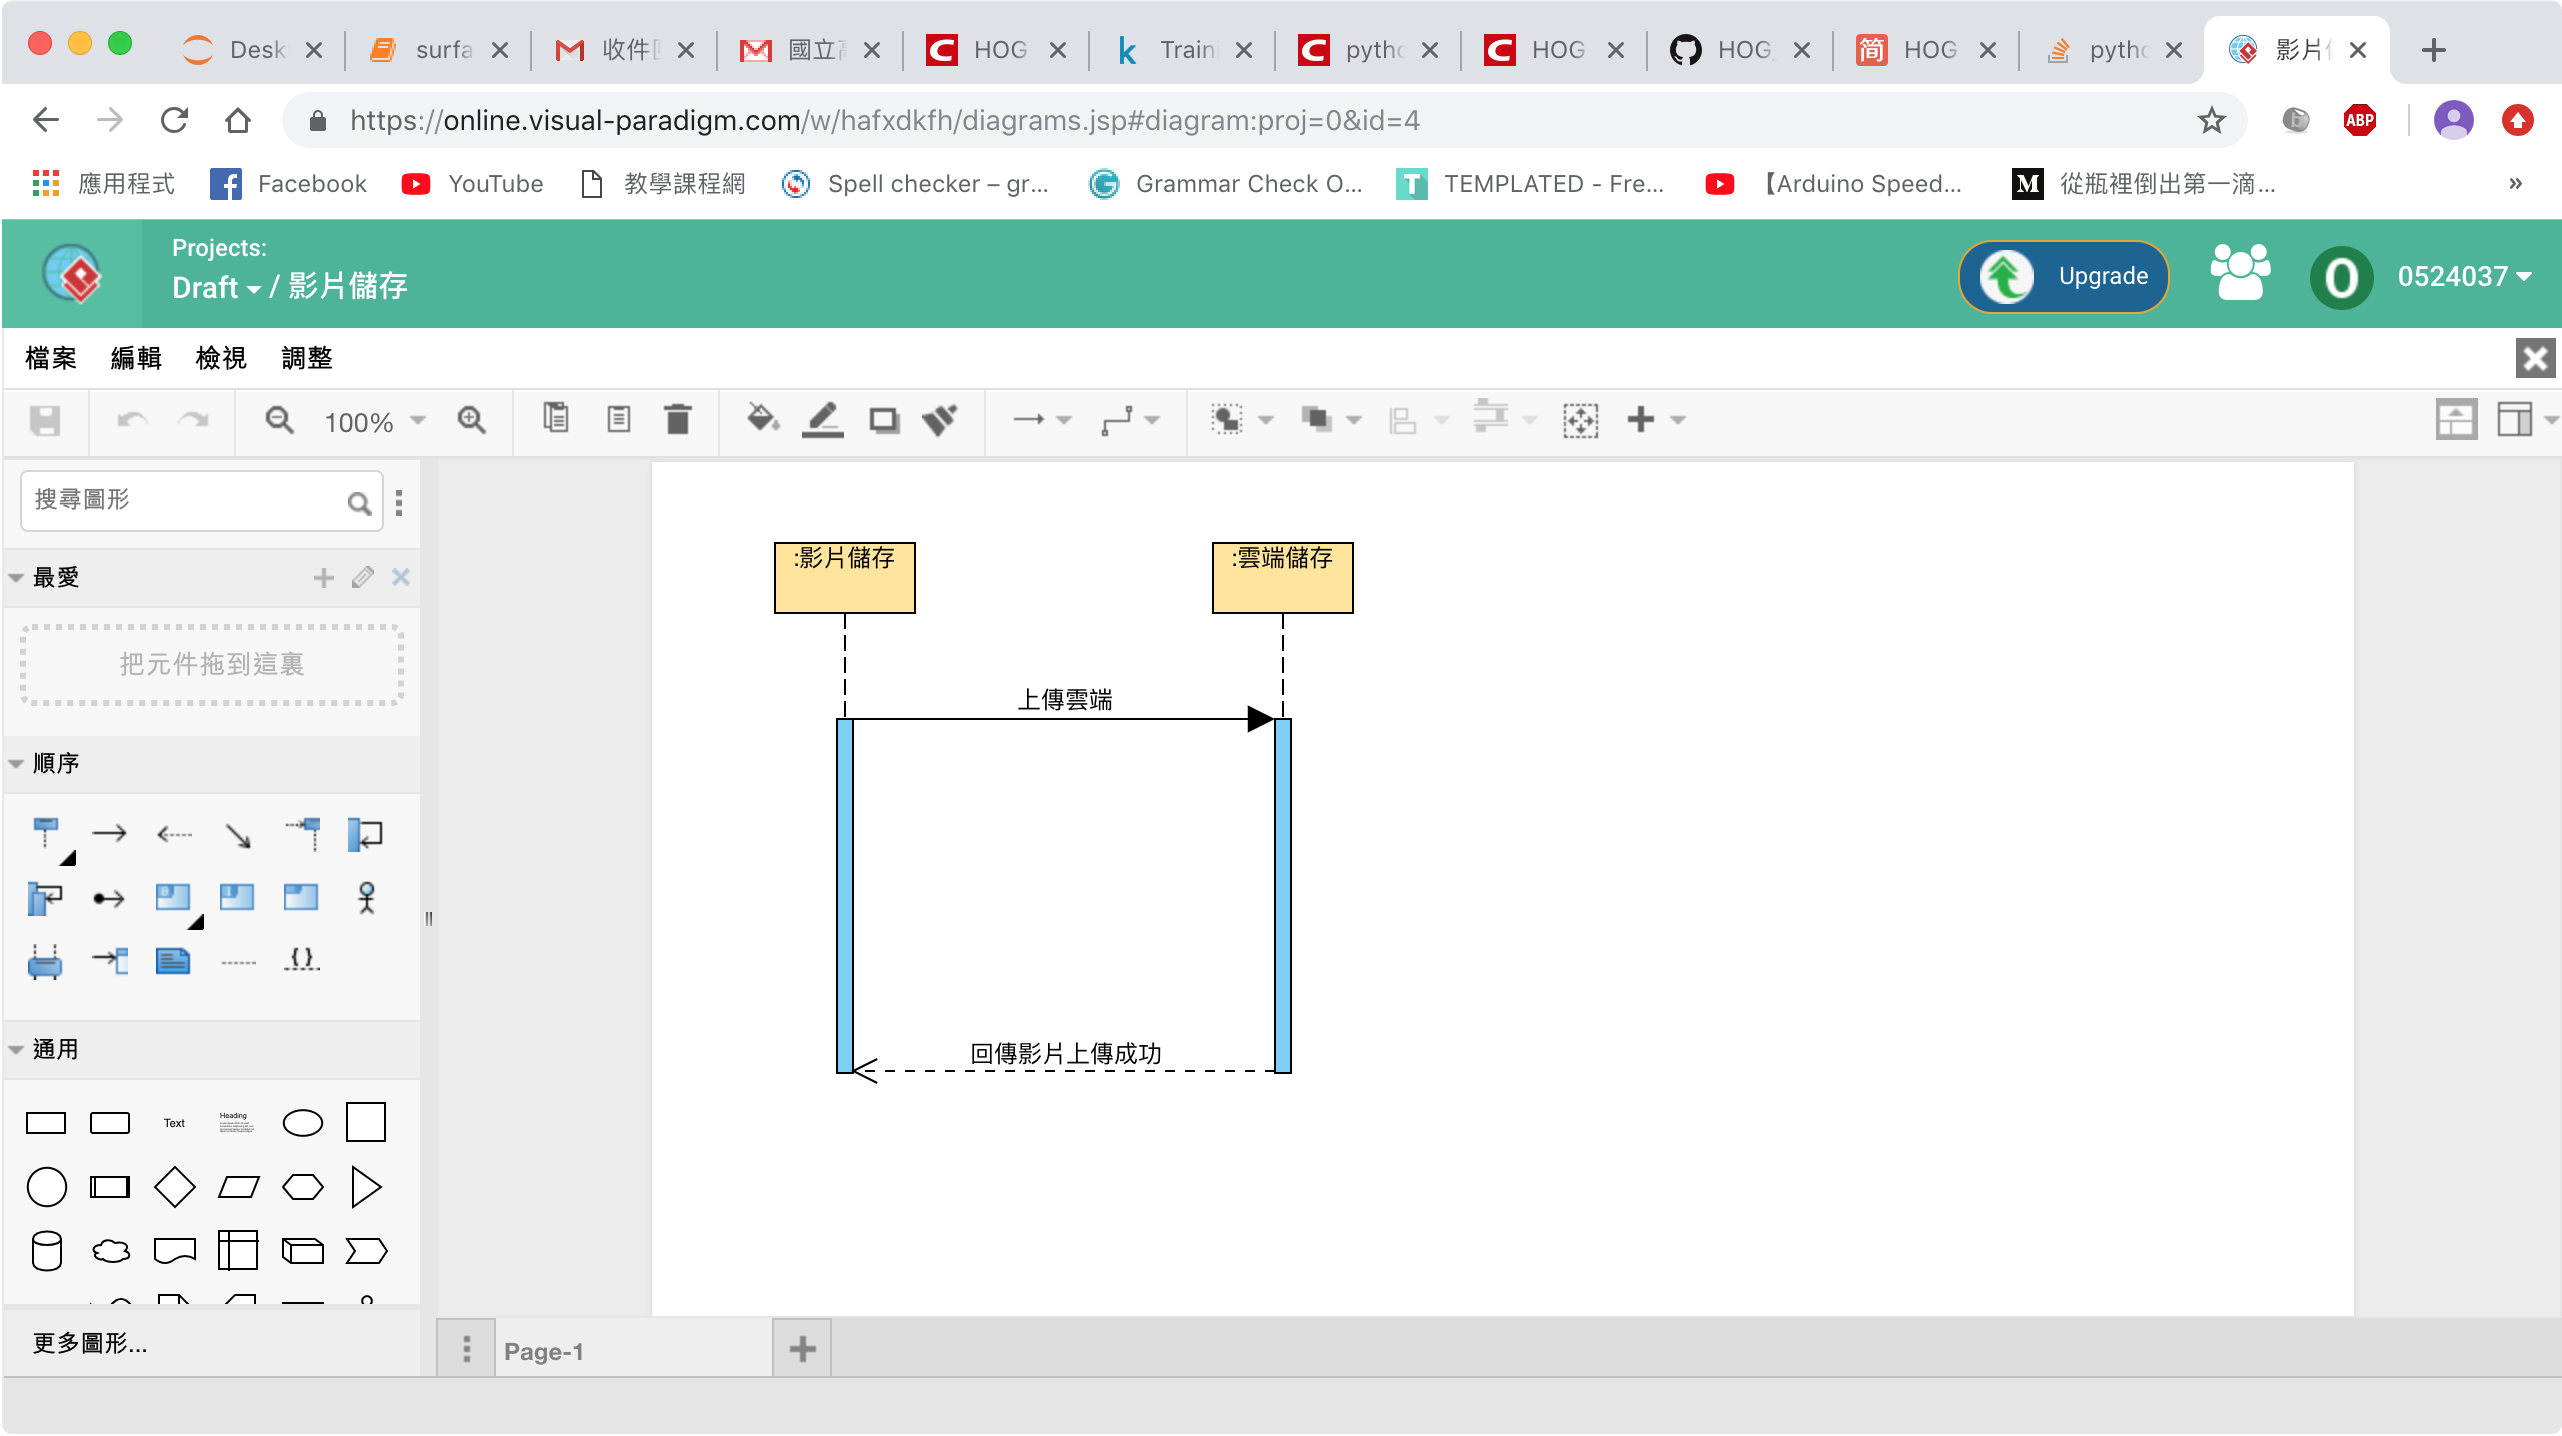 Desk
surfa
收件
國立
HOG
Traini
pytho
HOG
HOG_
HOG
pytho
影片
https://online.visual-paradigm.com/w/hafxdkfh/diagrams.jsp#diagram:proj=0&id=4
ABP
應用程式
Facebook
YouTube
教學課程網
Spell checker – gr...
Grammar Check O...
TEMPLATED - Fre...
【Arduino Speed...
從瓶裡倒出第一滴...
»
Projects:
Draft / 影片儲存
Upgrade
0524037
檔案 編輯 檢視 調整
100%
搜尋圖形
最愛
把元件拖到這裏
順序
通用
Text
Heading
更多圖形...
:影片儲存
:雲端儲存
上傳雲端
回傳影片上傳成功
Page-1